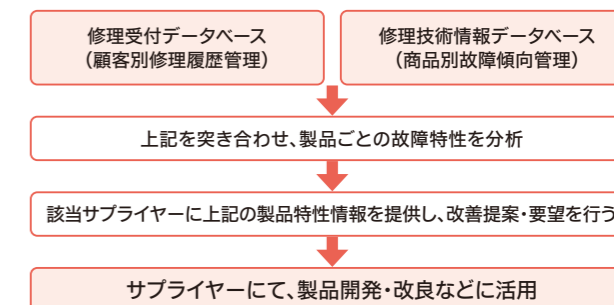 修理受付データベース
(顧客別修理履歴管理)
修理技術情報データベース
(商品別故障傾向管理)
上記を突き合わせ、製品ごとの故障特性を分析
該当サプライヤーに上記の製品特性情報を提供し、改善提案・要望を行う
サプライヤーにて、製品開発・改良などに活用